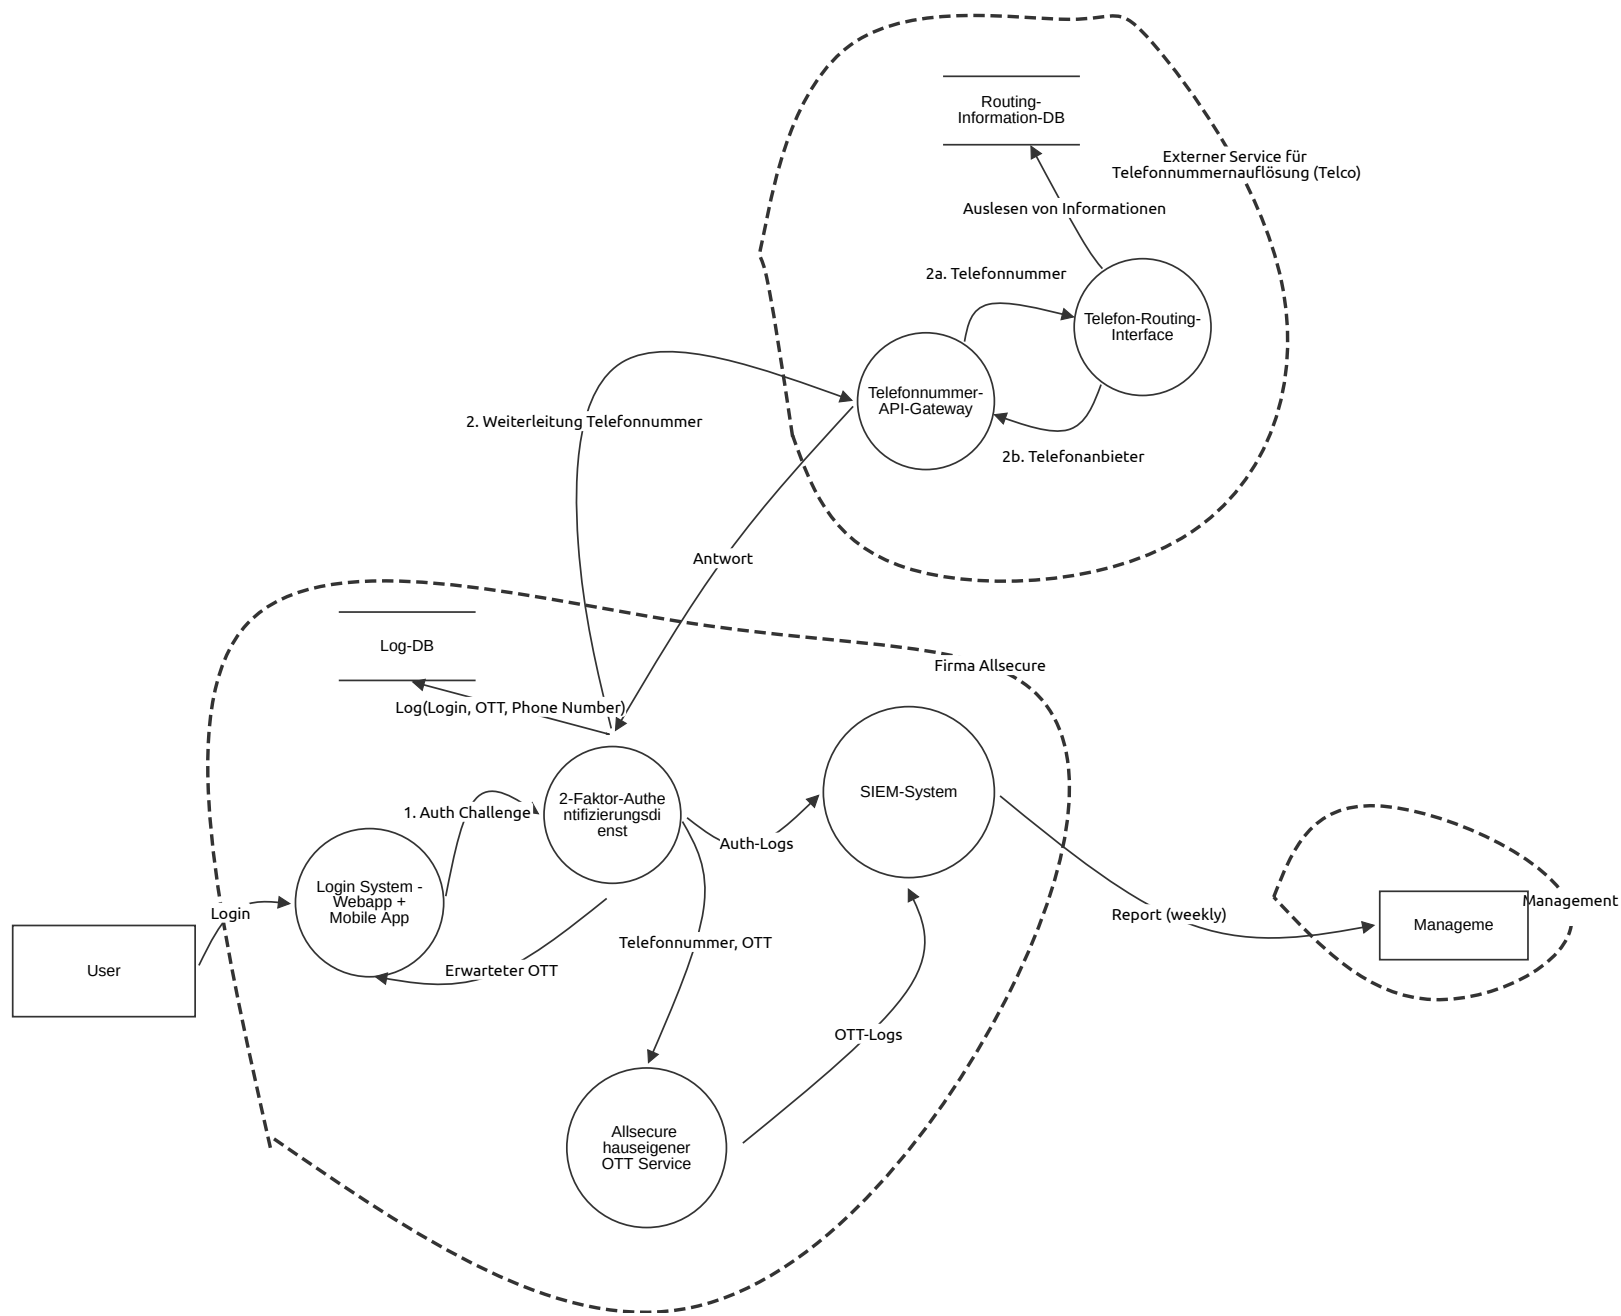 Routing-
Information-DB
Externer Service für
Telefonnummernauflösung (Telco)
Auslesen von Informationen
2a. Telefonnummer
Telefon-Routing-
Interface
Telefonnummer-
API-Gateway
2. Weiterleitung Telefonnummer
2b. Telefonanbieter
Antwort
Log-DB
Firma Allsecure
Log(Login, OTT, Phone Number)
2-Faktor-Authe
ntifizierungsdi
enst
SIEM-System
1. Auth Challenge
Auth-Logs
Login System -
Webapp +
Mobile App
Login
User
Telefonnummer, OTT
Erwarteter OTT
Report (weekly)
Manageme
Management
OTT-Logs
Allsecure
hauseigener
OTT Service